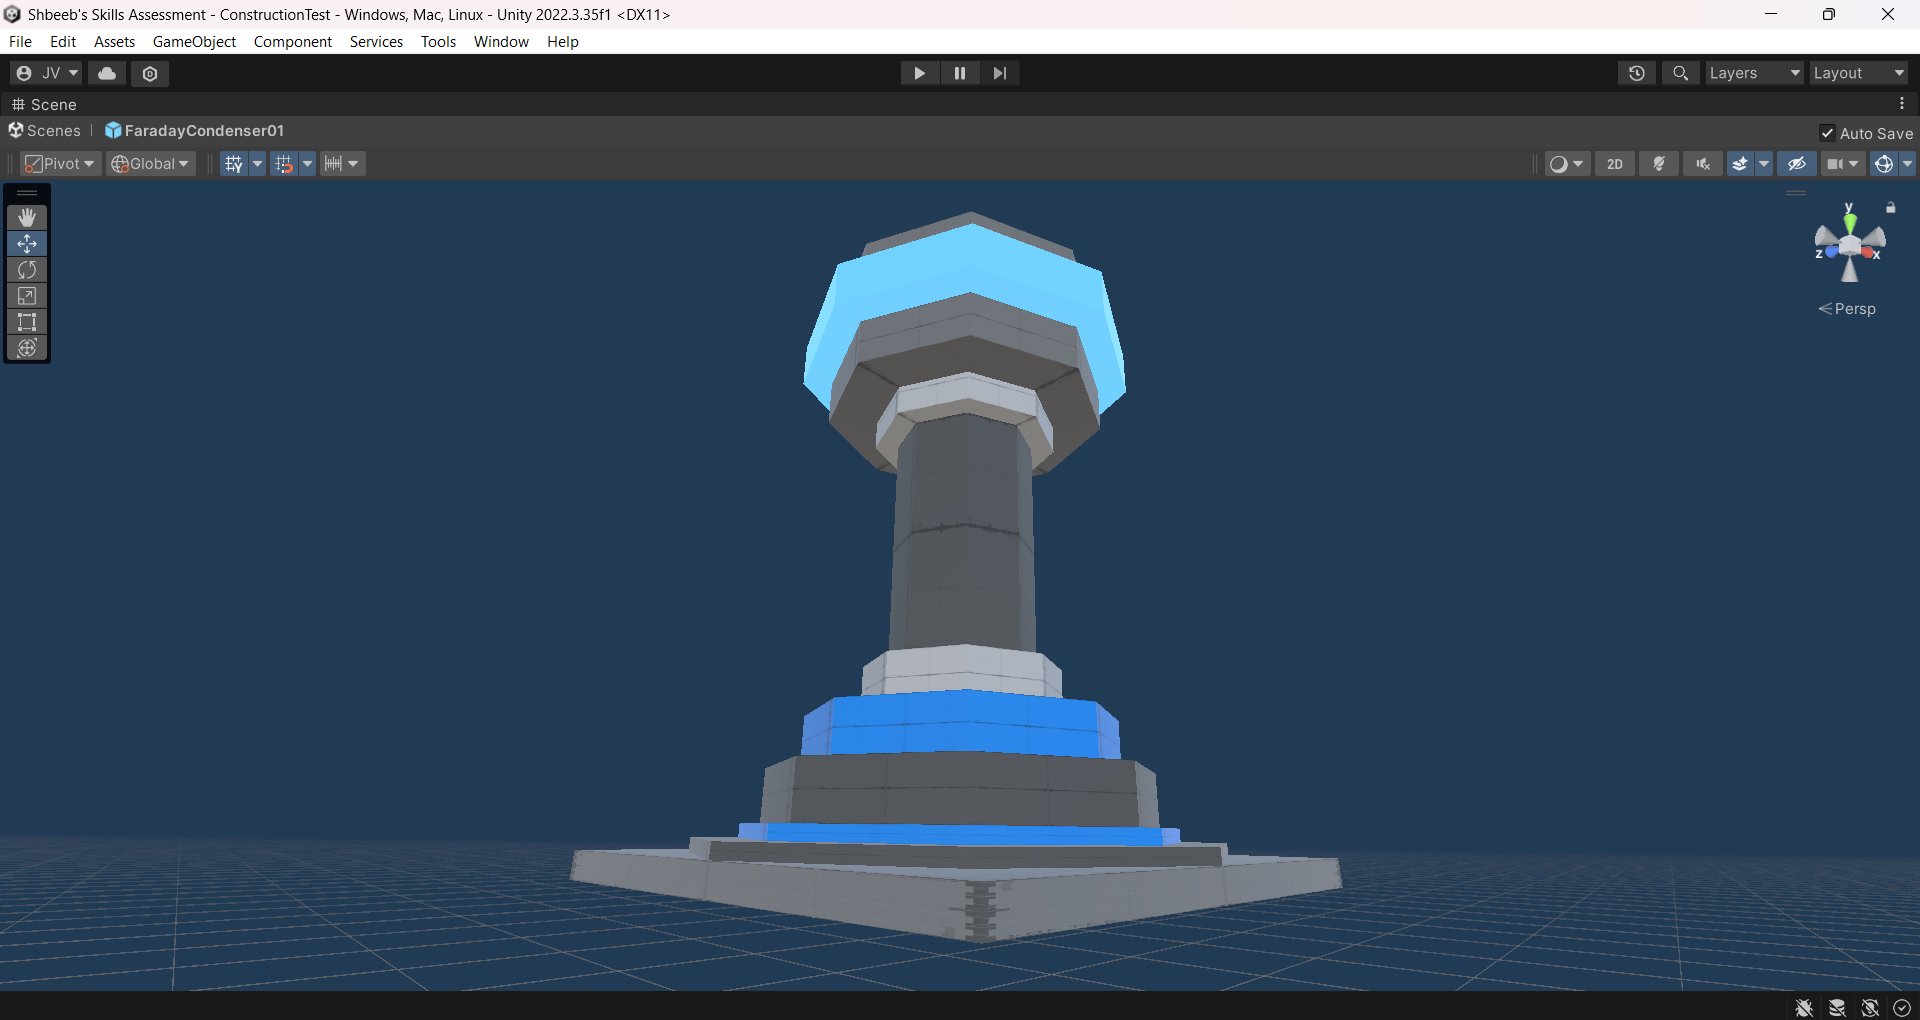 Shbeeb's Skills Assessment - ConstructionTest - Windows, Mac, Linux - Unity 2022.3.35f1 <DX11>
File Edit Assets GameObject Component Services Tools Window Help
JV Layers Layout
Scene
Scenes FaradayCondenser01 Auto Save
Pivot Global 2D
y
z x
Persp